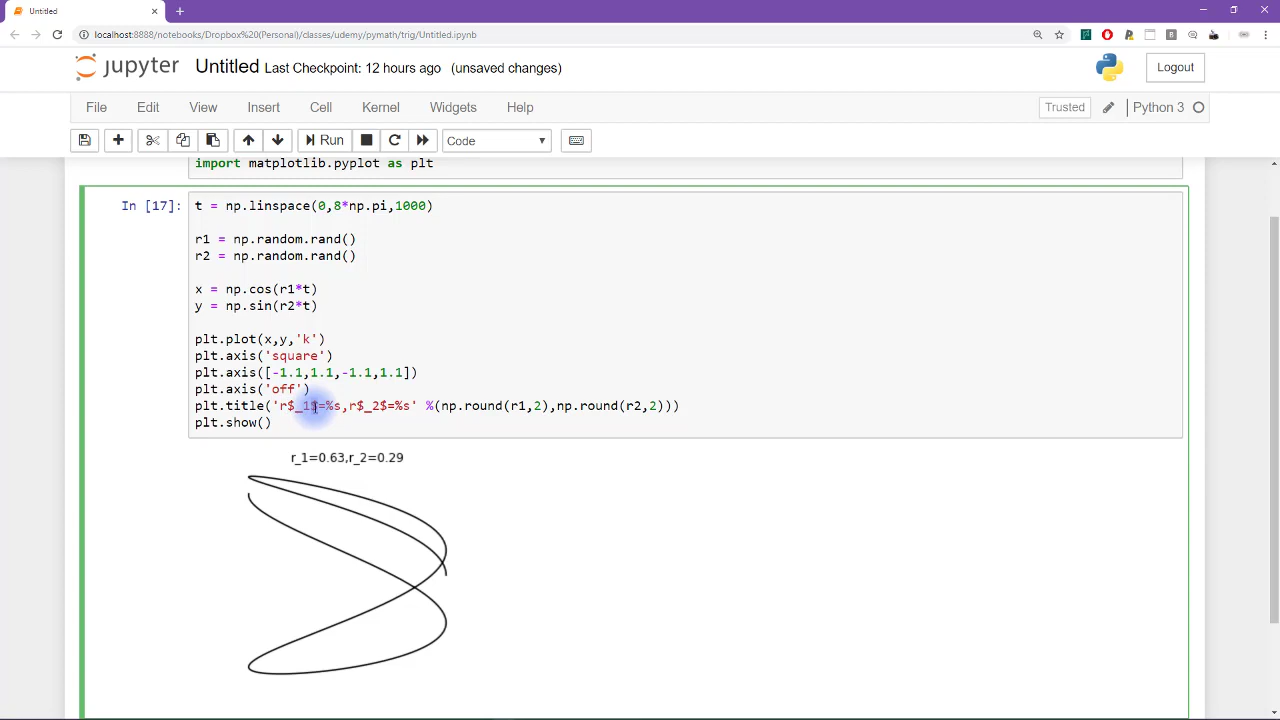 Untitled
localhost:8888/notebooks/Dropbox%20(Personal)/classes/udemy/pymath/trig/Untitled.ipynb
jupyter Untitled Last Checkpoint: 12 hours ago (unsaved changes)
Logout
File Edit View Insert Cell Kernel Widgets Help
Trusted Python 3
Run Code
import matplotlib.pyplot as plt
In [17]: t = np.linspace(0,8*np.pi,1000)
r1 = np.random.rand()
r2 = np.random.rand()
x = np.cos(r1*t)
y = np.sin(r2*t)
plt.plot(x,y,'k')
plt.axis('square')
plt.axis([-1.1,1.1,-1.1,1.1])
plt.axis('off')
plt.title('r$_1$=%s,r$_2$=%s' %(np.round(r1,2),np.round(r2,2)))
plt.show()
r_1=0.63,r_2=0.29